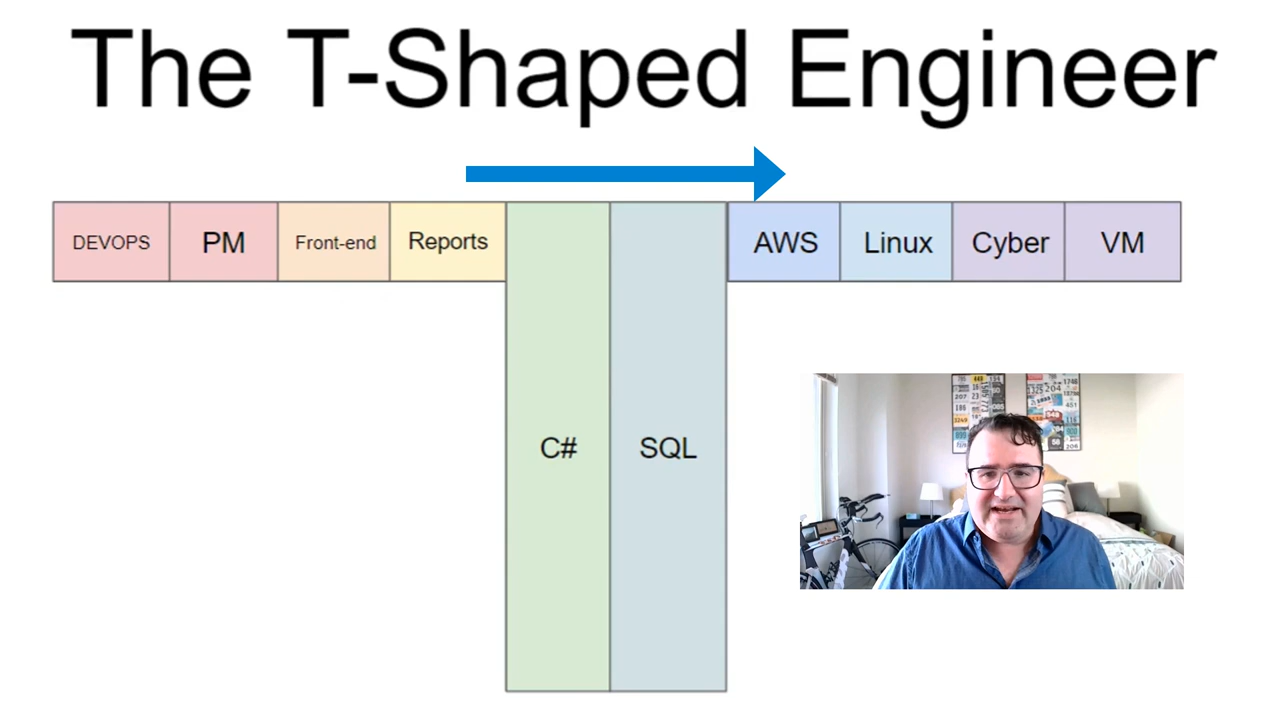 The T-Shaped Engineer
DEVOPS
PM
Front-end
Reports
AWS
Linux
Cyber
VM
C#
SQL